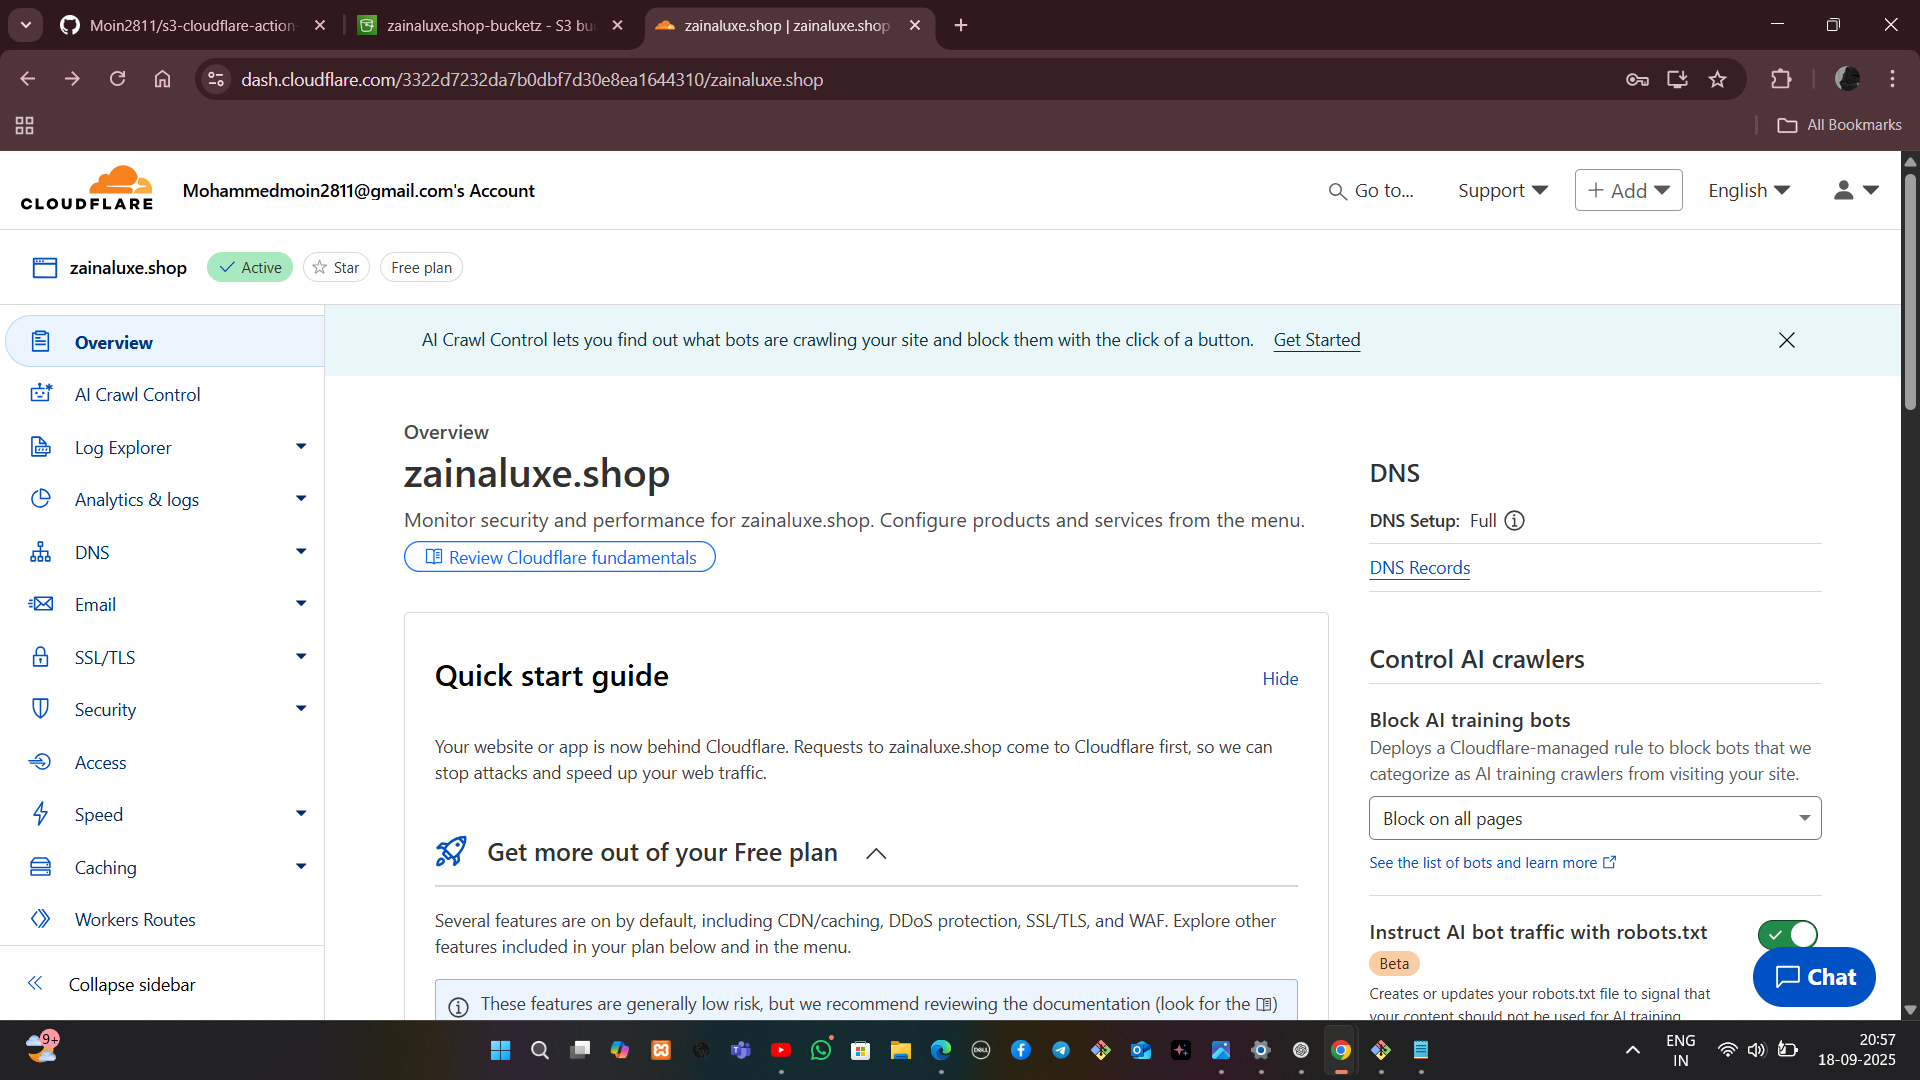 Moin2811/s3-cloudflare-action-
zainaluxe.shop-bucketz - S3 bu
zainaluxe.shop | zainaluxe.shop
dash.cloudflare.com/3322d7232da7b0dbf7d30e8ea1644310/zainaluxe.shop
All Bookmarks
CLOUDFLARE
Mohammedmoin2811@gmail.com's Account
Go to...
Support
Add
English
zainaluxe.shop
Active
Star
Free plan
Overview
AI Crawl Control
Log Explorer
Analytics & logs
DNS
Email
SSL/TLS
Security
Access
Speed
Caching
Workers Routes
Collapse sidebar
AI Crawl Control lets you find out what bots are crawling your site and block them with the click of a button. Get Started
Overview
zainaluxe.shop
Monitor security and performance for zainaluxe.shop. Configure products and services from the menu.
Review Cloudflare fundamentals
Quick start guide
Hide
Your website or app is now behind Cloudflare. Requests to zainaluxe.shop come to Cloudflare first, so we can
stop attacks and speed up your web traffic.
Get more out of your Free plan
Several features are on by default, including CDN/caching, DDoS protection, SSL/TLS, and WAF. Explore other
features included in your plan below and in the menu.
These features are generally low risk, but we recommend reviewing the documentation (look for the )
DNS
DNS Setup: Full
DNS Records
Control AI crawlers
Block AI training bots
Deploys a Cloudflare-managed rule to block bots that we
categorize as AI training crawlers from visiting your site.
Block on all pages
See the list of bots and learn more
Instruct AI bot traffic with robots.txt
Beta
Creates or updates your robots.txt file to signal that
your content should not be used for AI training
Chat
9+
DELL
ENG
IN
20:57
18-09-2025